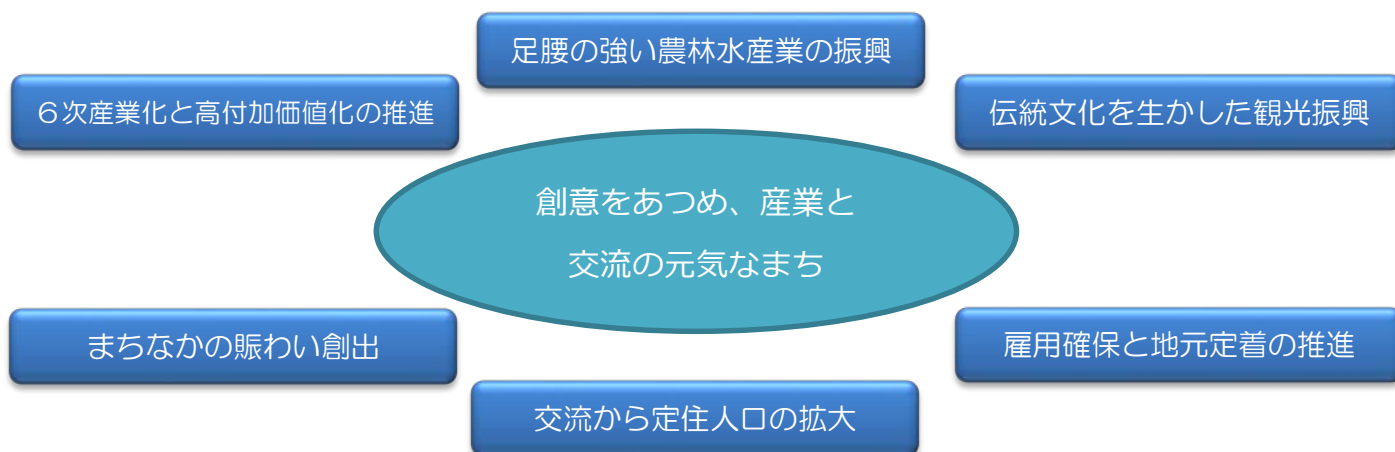 足腰の強い農林水産業の振興
６次産業化と高付加価値化の推進
伝統文化を生かした観光振興
創意をあつめ、産業と
交流の元気なまち
まちなかの賑わい創出
雇用確保と地元定着の推進
交流から定住人口の拡大